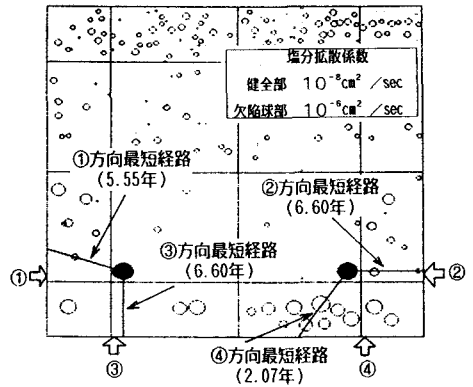 塩分拡散係数
健全部 10⁻⁸cm² /sec
欠陥球部 10⁻⁶cm² /sec
①方向最短経路
(5.55年)
②方向最短経路
(6.60年)
③方向最短経路
(6.60年)
①
②
④方向最短経路
(2.07年)
③
④